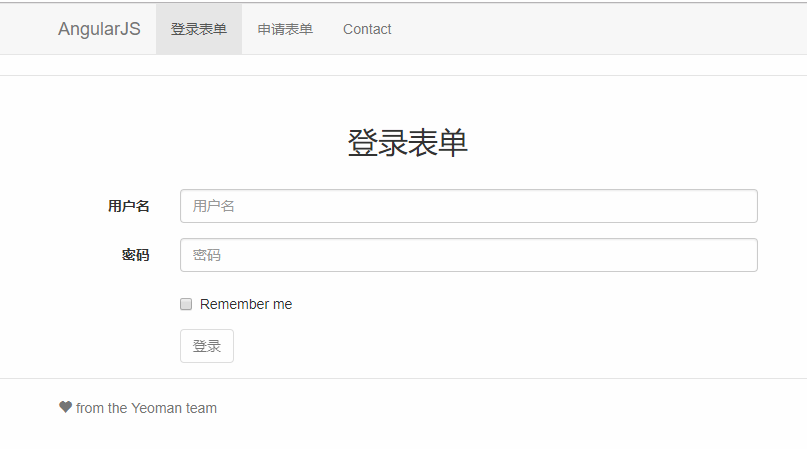 AngularJS 登录表单 申请表单 Contact
登录表单
用户名 用户名
密码 密码
Remember me
登录
from the Yeoman team